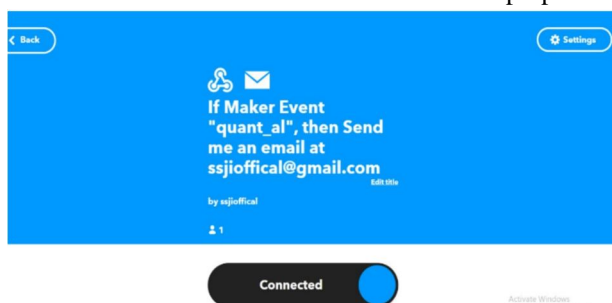 Back
Settings
If Maker Event
"quant_al", then Send
me an email at
ssjioffical@gmail.com
Edit title
by ssjioffical
1
Connected
Activate Windows